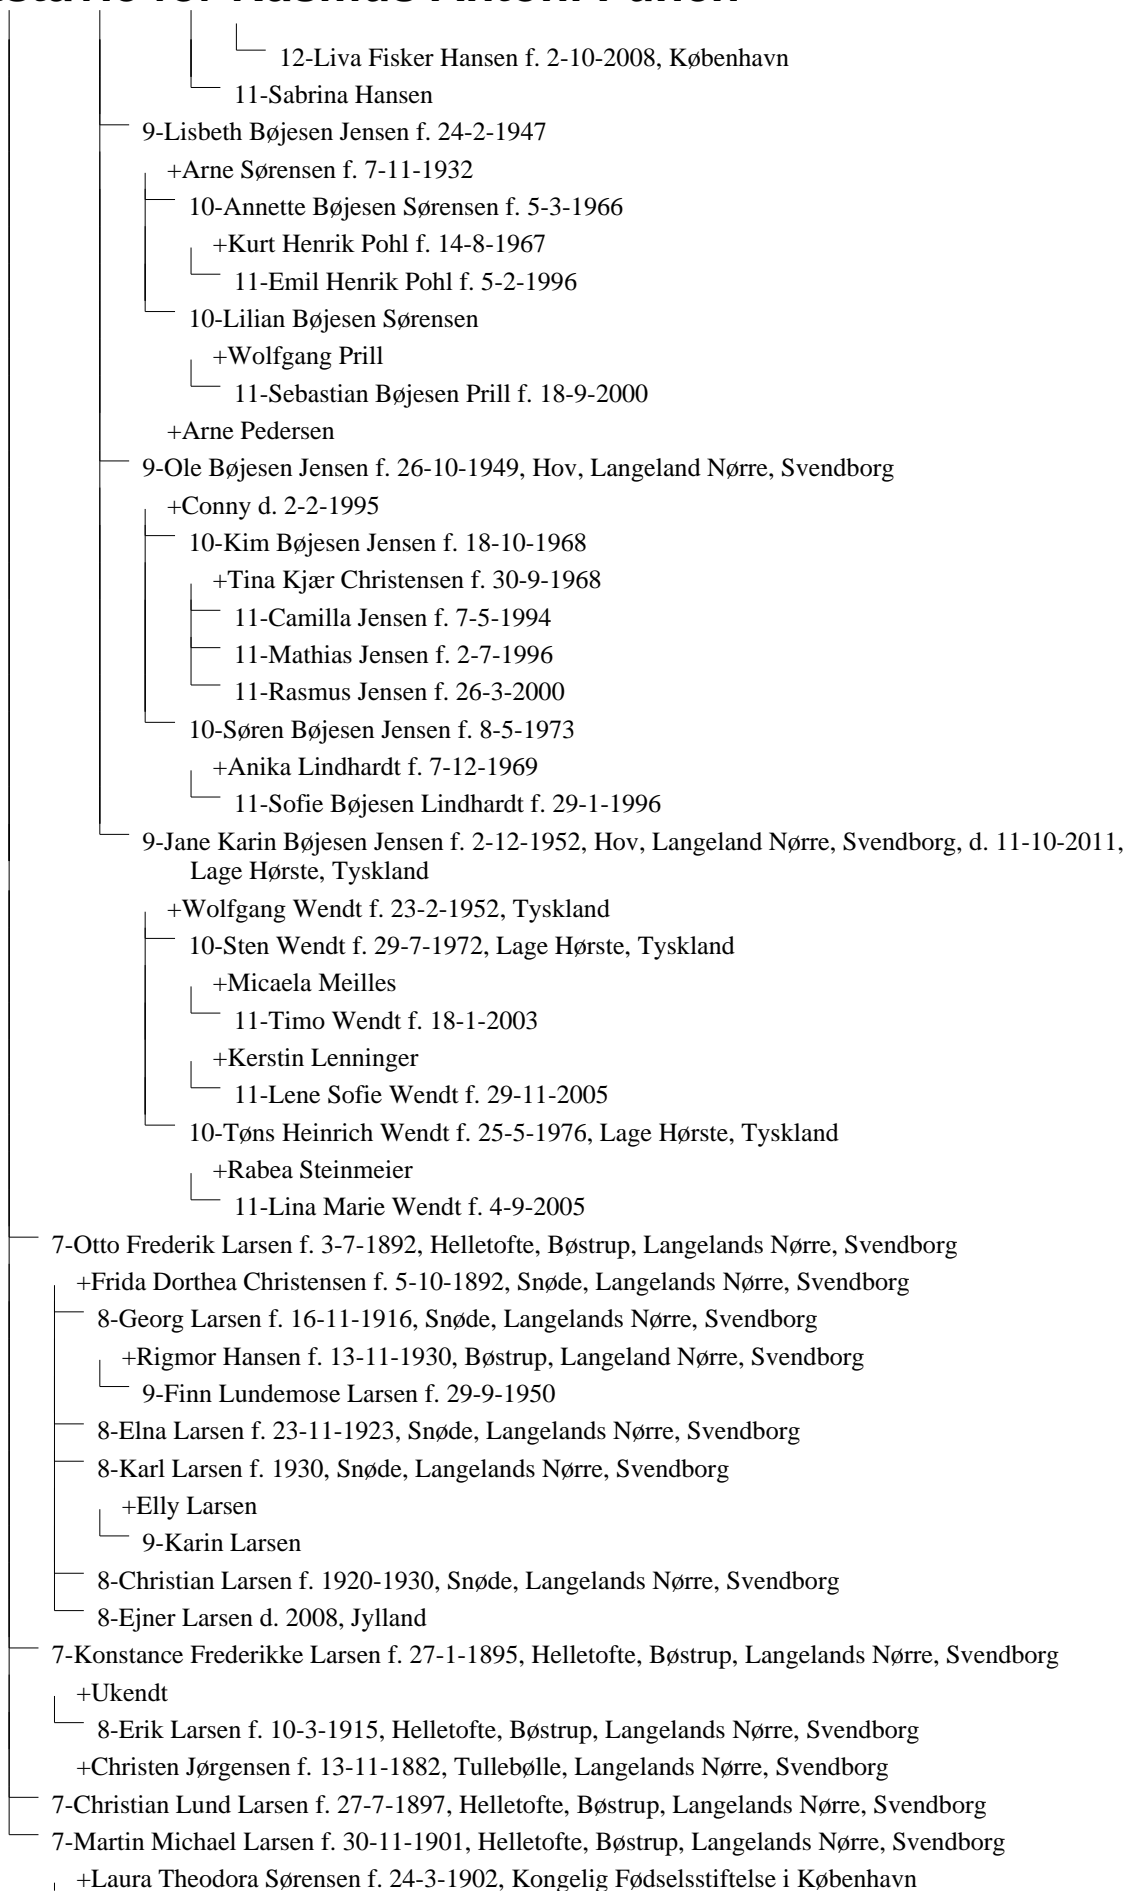 12-Liva Fisker Hansen f. 2-10-2008, København
11-Sabrina Hansen
9-Lisbeth Bøjesen Jensen f. 24-2-1947
+Arne Sørensen f. 7-11-1932
10-Annette Bøjesen Sørensen f. 5-3-1966
+Kurt Henrik Pohl f. 14-8-1967
11-Emil Henrik Pohl f. 5-2-1996
10-Lilian Bøjesen Sørensen
+Wolfgang Prill
11-Sebastian Bøjesen Prill f. 18-9-2000
+Arne Pedersen
9-Ole Bøjesen Jensen f. 26-10-1949, Hov, Langeland Nørre, Svendborg
+Conny d. 2-2-1995
10-Kim Bøjesen Jensen f. 18-10-1968
+Tina Kjær Christensen f. 30-9-1968
11-Camilla Jensen f. 7-5-1994
11-Mathias Jensen f. 2-7-1996
11-Rasmus Jensen f. 26-3-2000
10-Søren Bøjesen Jensen f. 8-5-1973
+Anika Lindhardt f. 7-12-1969
11-Sofie Bøjesen Lindhardt f. 29-1-1996
9-Jane Karin Bøjesen Jensen f. 2-12-1952, Hov, Langeland Nørre, Svendborg, d. 11-10-2011,
Lage Hørste, Tyskland
+Wolfgang Wendt f. 23-2-1952, Tyskland
10-Sten Wendt f. 29-7-1972, Lage Hørste, Tyskland
+Micaela Meilles
11-Timo Wendt f. 18-1-2003
+Kerstin Lenninger
11-Lene Sofie Wendt f. 29-11-2005
10-Tøns Heinrich Wendt f. 25-5-1976, Lage Hørste, Tyskland
+Rabea Steinmeier
11-Lina Marie Wendt f. 4-9-2005
7-Otto Frederik Larsen f. 3-7-1892, Helletofte, Bøstrup, Langelands Nørre, Svendborg
+Frida Dorthea Christensen f. 5-10-1892, Snøde, Langelands Nørre, Svendborg
8-Georg Larsen f. 16-11-1916, Snøde, Langelands Nørre, Svendborg
+Rigmor Hansen f. 13-11-1930, Bøstrup, Langeland Nørre, Svendborg
9-Finn Lundemose Larsen f. 29-9-1950
8-Elna Larsen f. 23-11-1923, Snøde, Langelands Nørre, Svendborg
8-Karl Larsen f. 1930, Snøde, Langelands Nørre, Svendborg
+Elly Larsen
9-Karin Larsen
8-Christian Larsen f. 1920-1930, Snøde, Langelands Nørre, Svendborg
8-Ejner Larsen d. 2008, Jylland
7-Konstance Frederikke Larsen f. 27-1-1895, Helletofte, Bøstrup, Langelands Nørre, Svendborg
+Ukendt
8-Erik Larsen f. 10-3-1915, Helletofte, Bøstrup, Langelands Nørre, Svendborg
+Christen Jørgensen f. 13-11-1882, Tullebølle, Langelands Nørre, Svendborg
7-Christian Lund Larsen f. 27-7-1897, Helletofte, Bøstrup, Langelands Nørre, Svendborg
7-Martin Michael Larsen f. 30-11-1901, Helletofte, Bøstrup, Langelands Nørre, Svendborg
+Laura Theodora Sørensen f. 24-3-1902, Kongelig Fødselsstiftelse i København